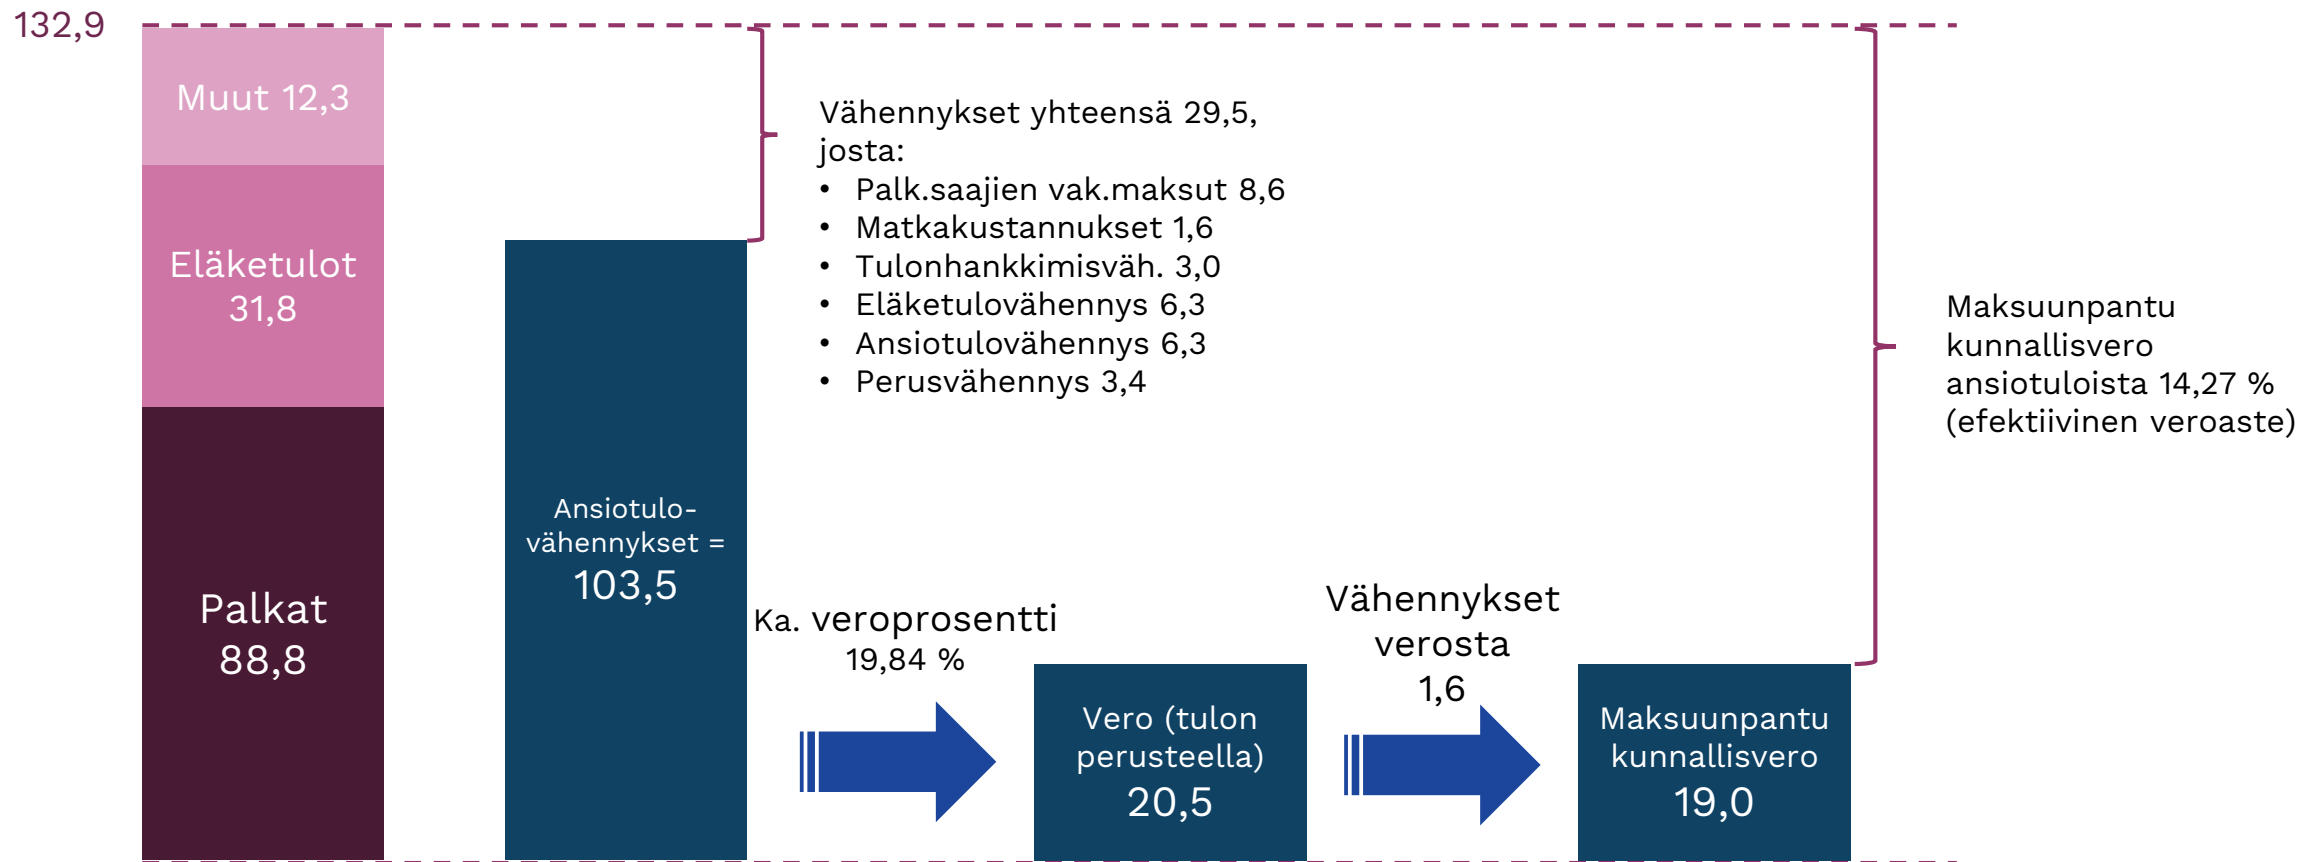 132,9
Muut 12,3
Eläketulot
31,8
Palkat
88,8
Ansiotulo-
vähennykset =
103,5
Vähennykset yhteensä 29,5,
josta:
• Palk.saajien vak.maksut 8,6
• Matkakustannukset 1,6
• Tulonhankkimisväh. 3,0
• Eläketulovähennys 6,3
• Ansiotulovähennys 6,3
• Perusvähennys 3,4
Ka. veroprosentti
19,84 %
Vero (tulon
perusteella)
20,5
Vähennykset
verosta
1,6
Maksuunpantu
kunnallisvero
19,0
Maksuunpantu
kunnallisvero
ansiotuloista 14,27 %
(efektiivinen veroaste)